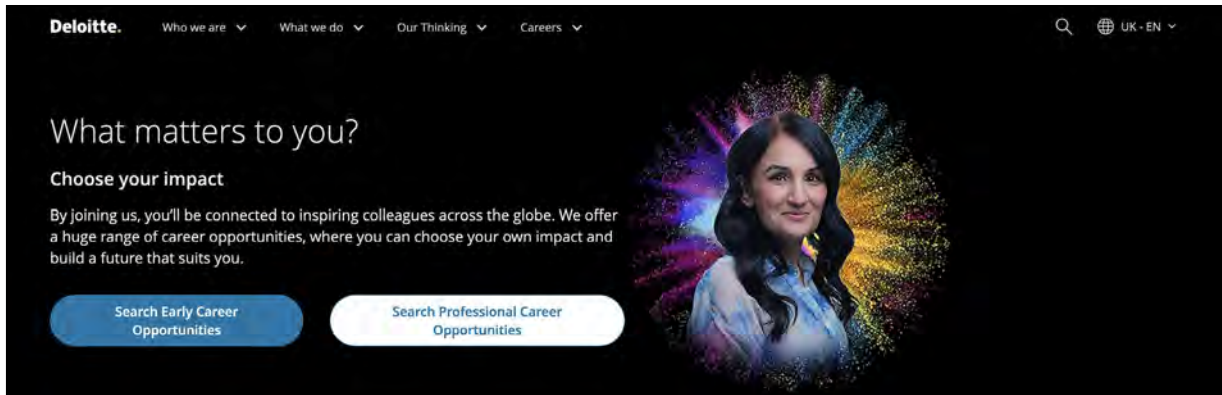 Deloitte. Who we are What we do Our Thinking Careers UK - EN
What matters to you?
Choose your impact
By joining us, you'll be connected to inspiring colleagues across the globe. We offer
a huge range of career opportunities, where you can choose your own impact and
build a future that suits you.
Search Early Career
Opportunities
Search Professional Career
Opportunities